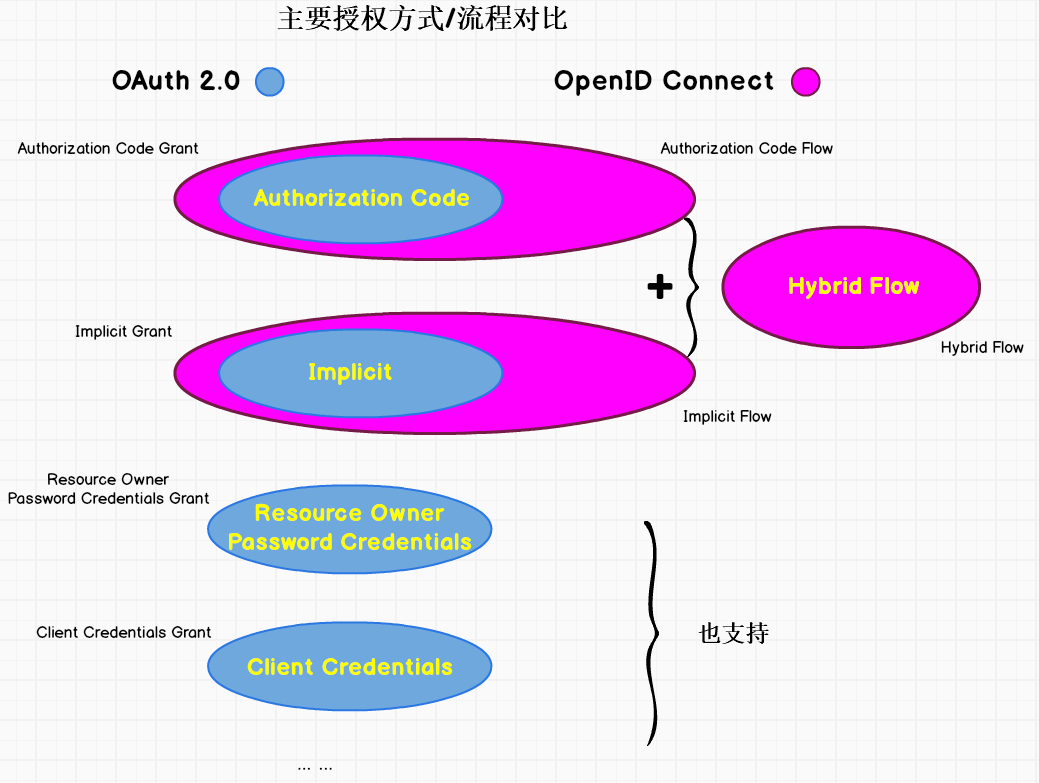 主要授权方式/流程对比
OAuth 2.0
OpenID Connect
Authorization Code Grant
Authorization Code Flow
Authorization Code
Hybrid Flow
+
Implicit Grant
Hybrid Flow
Implicit
Implicit Flow
Resource Owner
Password Credentials Grant
Resource Owner
Password Credentials
Client Credentials Grant
也支持
Client Credentials
... ...